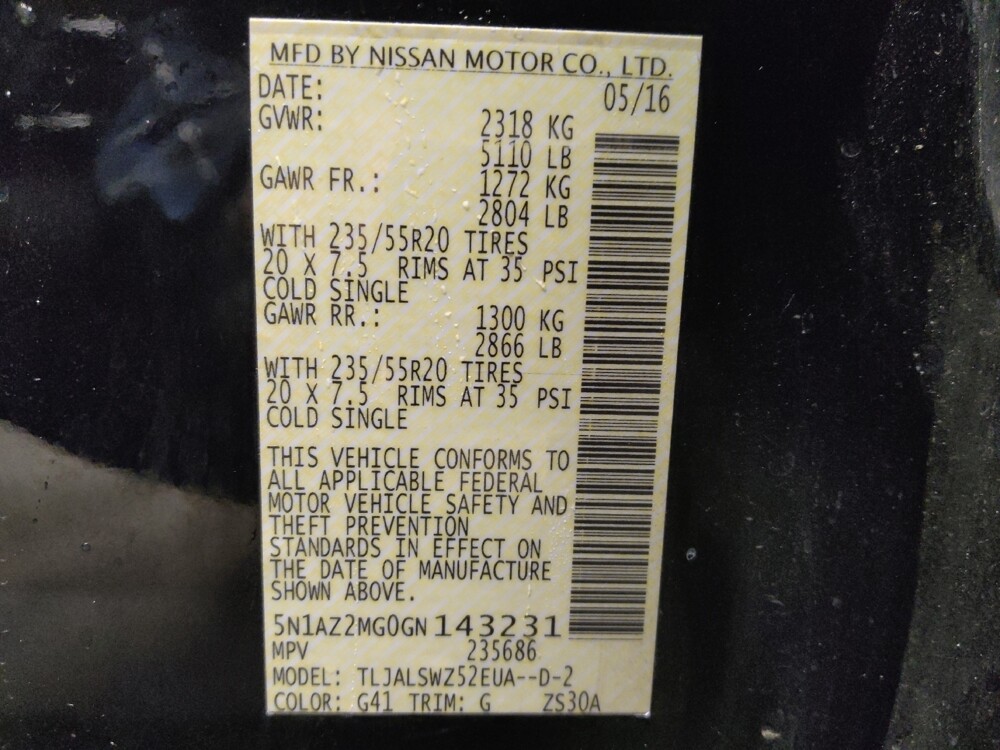 MFD BY NISSAN MOTOR CO., LTD.
DATE: 05/16
GVWR: 2318 KG
5110 LB
GAWR FR.: 1272 KG
2804 LB
WITH 235/55R20 TIRES
20 X 7.5 RIMS AT 35 PSI
COLD SINGLE
GAWR RR.: 1300 KG
2866 LB
WITH 235/55R20 TIRES
20 X 7.5 RIMS AT 35 PSI
COLD SINGLE
THIS VEHICLE CONFORMS TO
ALL APPLICABLE FEDERAL
MOTOR VEHICLE SAFETY AND
THEFT PREVENTION
STANDARDS IN EFFECT ON
THE DATE OF MANUFACTURE
SHOWN ABOVE.
5N1AZ2MG0GN143231
MPV 235686
MODEL: TLJALSWZ52EUA--D-2
COLOR: G41 TRIM: G ZS30A